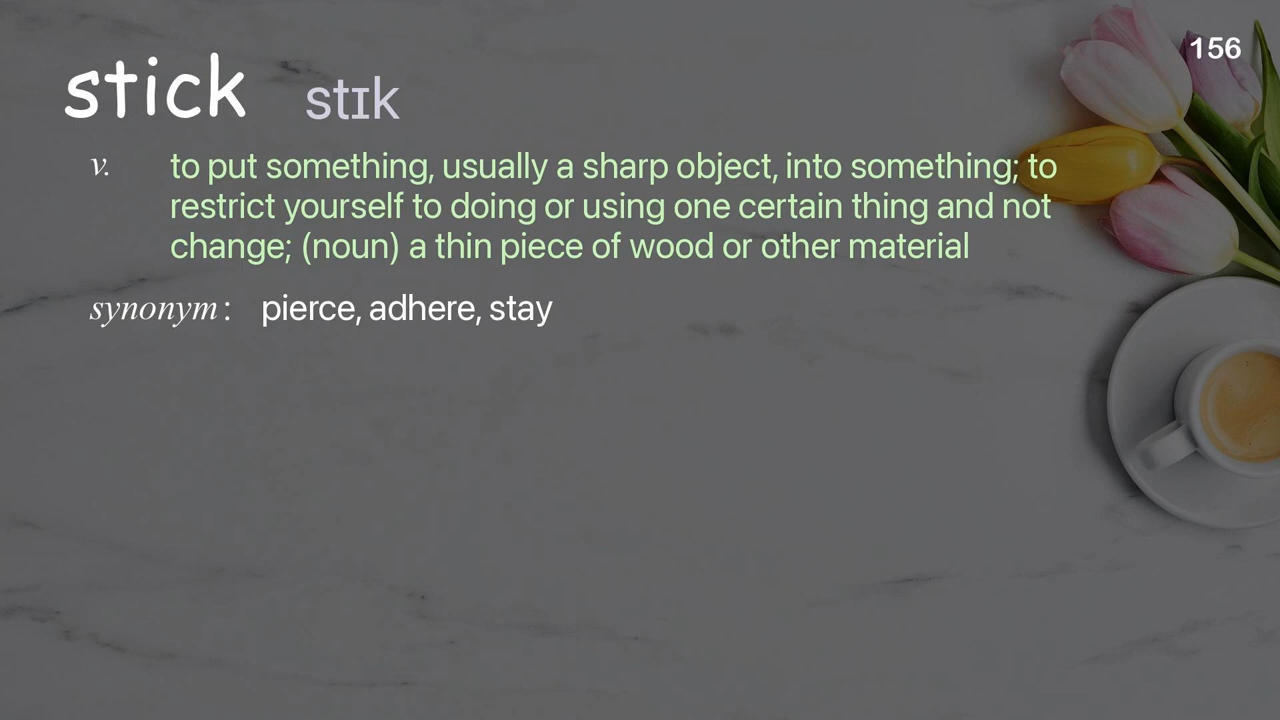 156
stick stɪk
v. to put something, usually a sharp object, into something; to
restrict yourself to doing or using one certain thing and not
change; (noun) a thin piece of wood or other material
synonym: pierce, adhere, stay